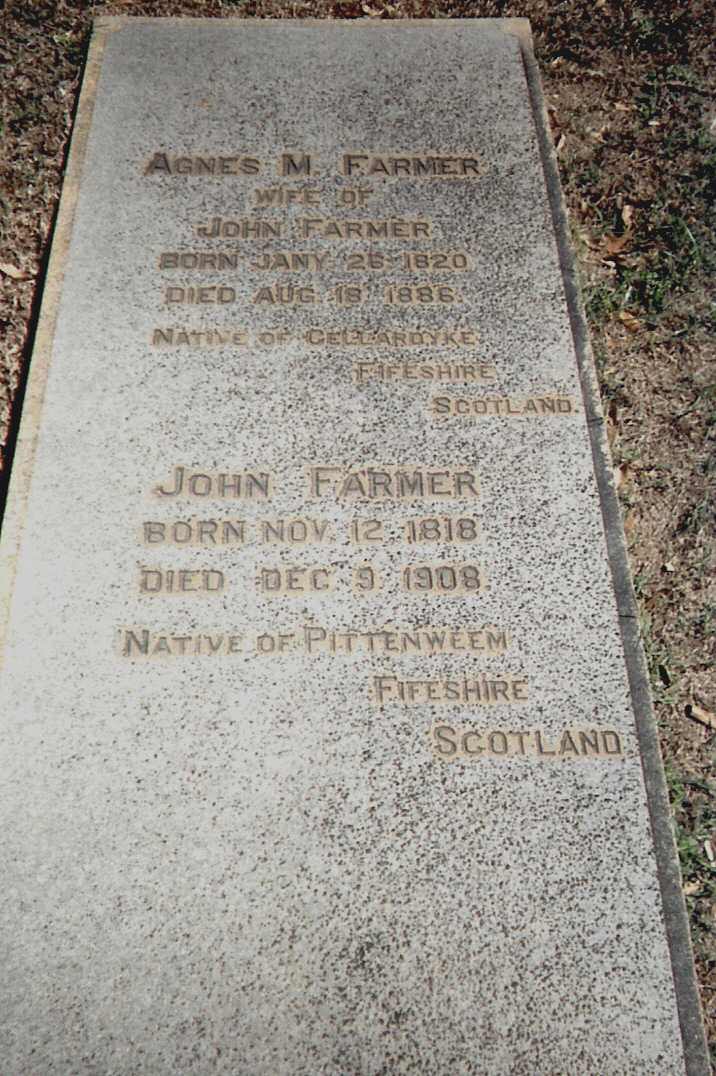 AGNES M. FARMER
WIFE OF
JOHN FARMER
BORN JANY. 26 1820
DIED AUG. 18 1886.
NATIVE OF CELLARDYKE
FIFESHIRE
SCOTLAND.
JOHN FARMER
BORN NOV. 12 1818
DIED DEC. 9. 1908.
NATIVE OF PITTENWEEM
FIFESHIRE
SCOTLAND